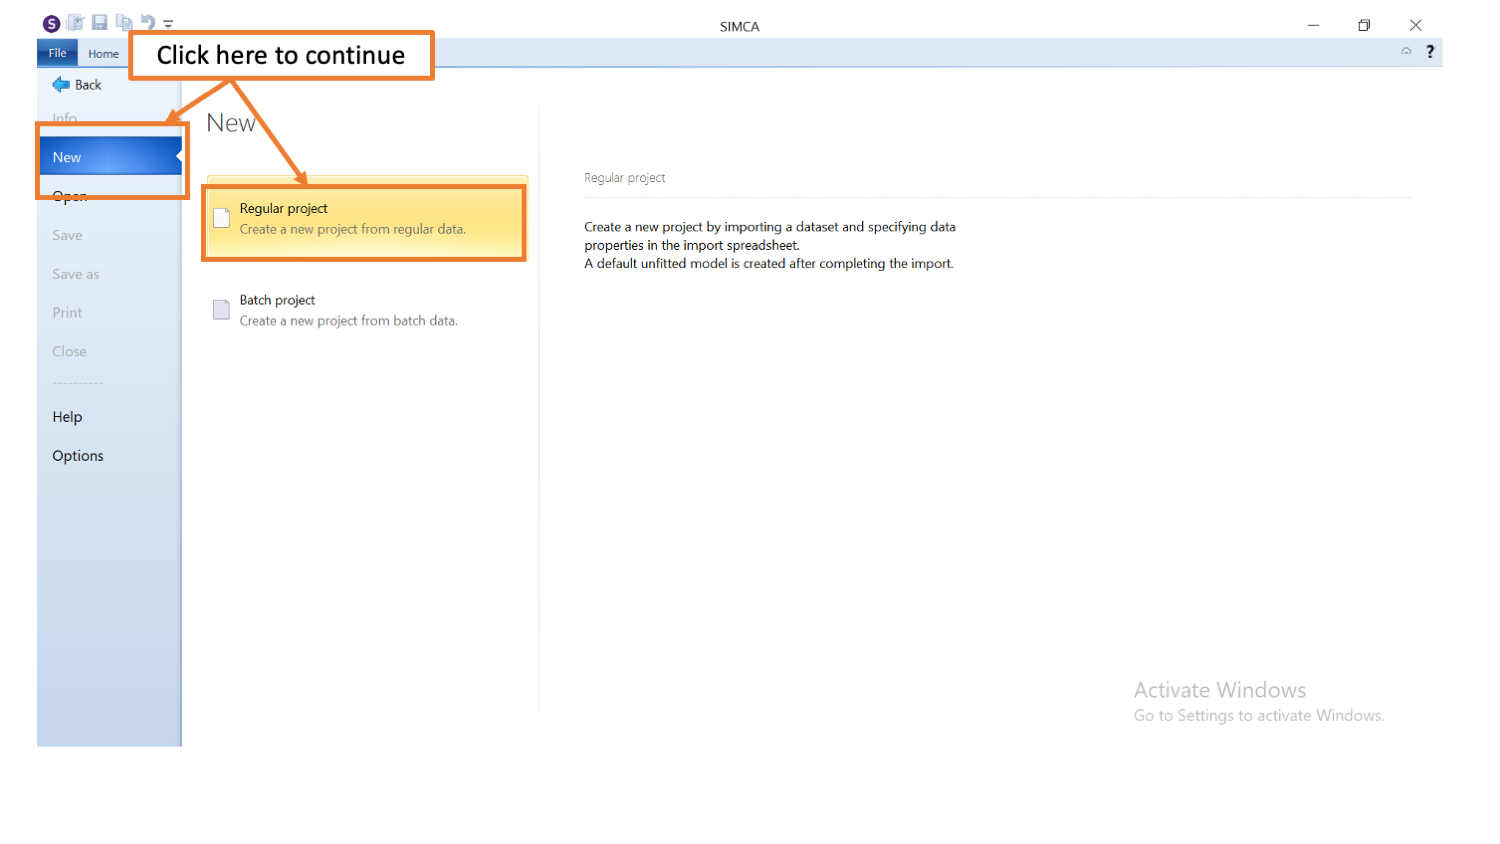 S
SIMCA
File Home
Click here to continue
?
Back
Info
New
Open
Save
Save as
Print
Close
----------
Help
Options
New
Regular project
Create a new project from regular data.
Batch project
Create a new project from batch data.
Regular project
Create a new project by importing a dataset and specifying data
properties in the import spreadsheet.
A default unfitted model is created after completing the import.
Activate Windows
Go to Settings to activate Windows.